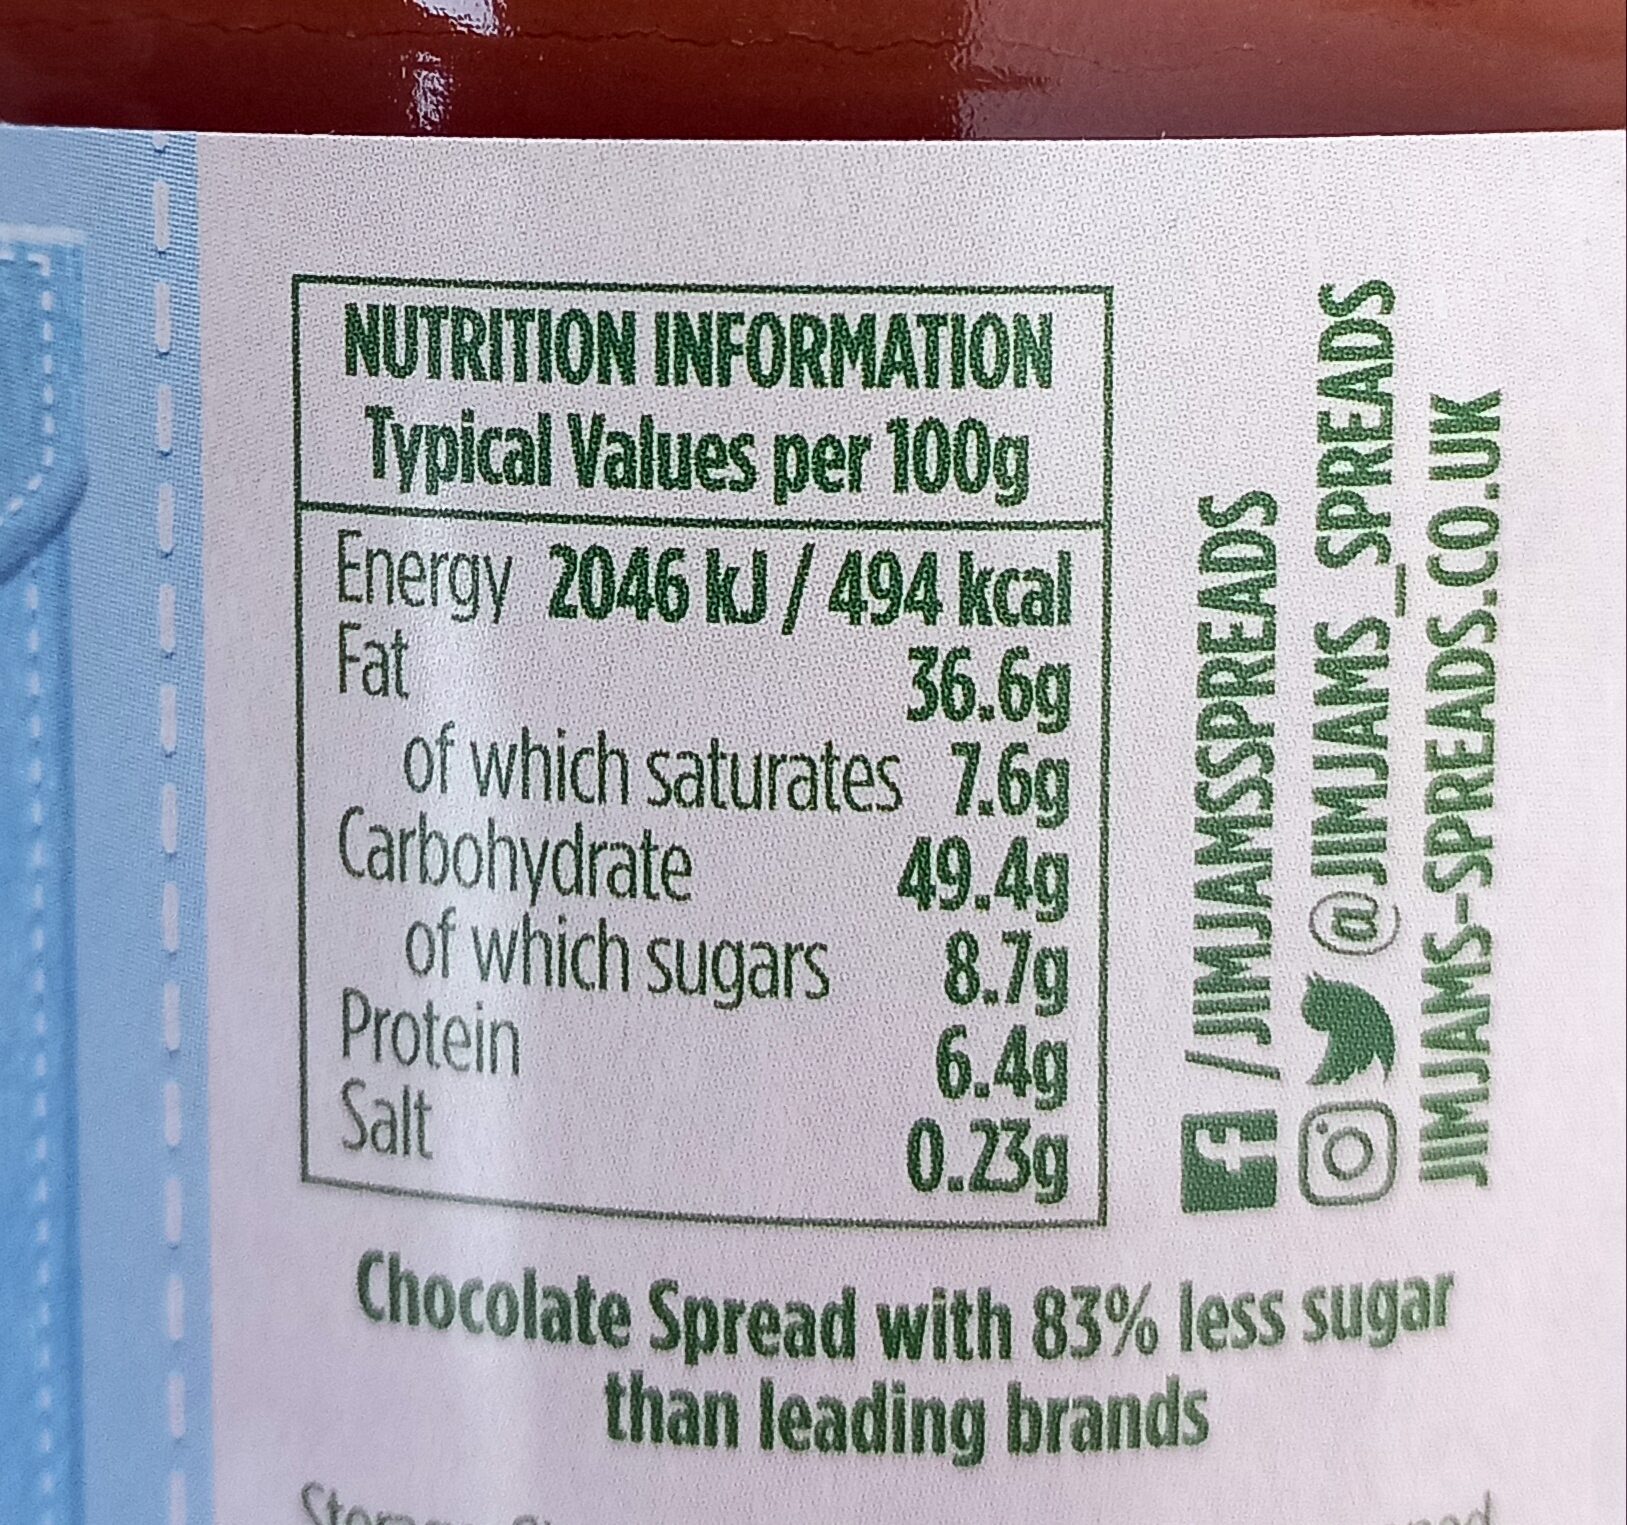 NUTRITION INFORMATION
Typical Values per 100g
Energy 2046 kJ / 494 kcal
Fat 36.6g
of which saturates 7.6g
Carbohydrate 49.4g
of which sugars 8.7g
Protein 6.4g
Salt 0.23g
Chocolate Spread with 83% less sugar
than leading brands
/JIMJAMSSPREADS
@JIMJAMS_SPREADS
JIMJAMS-SPREADS.CO.UK